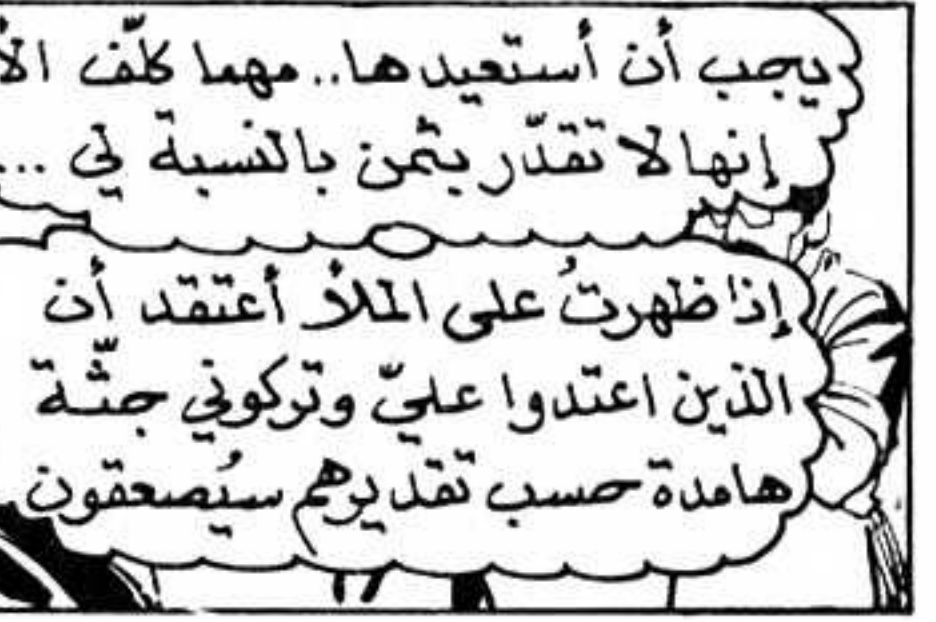 يجب أن أستعيدها.. مهما كلّف
إنها لا تقدّر بثمن بالنسبة لي ...
إذا ظهرتُ على الملأ أعتقد أن
الذين اعتدوا عليّ وتركوني جثّة
هامدة حسب تقديرهم سيُصعقون